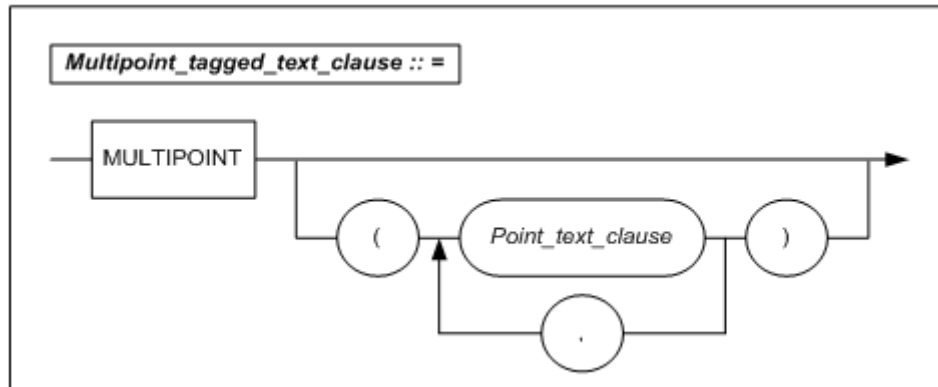 Multipoint_tagged_text_clause :: =
MULTIPOINT
( Point_text_clause )
,